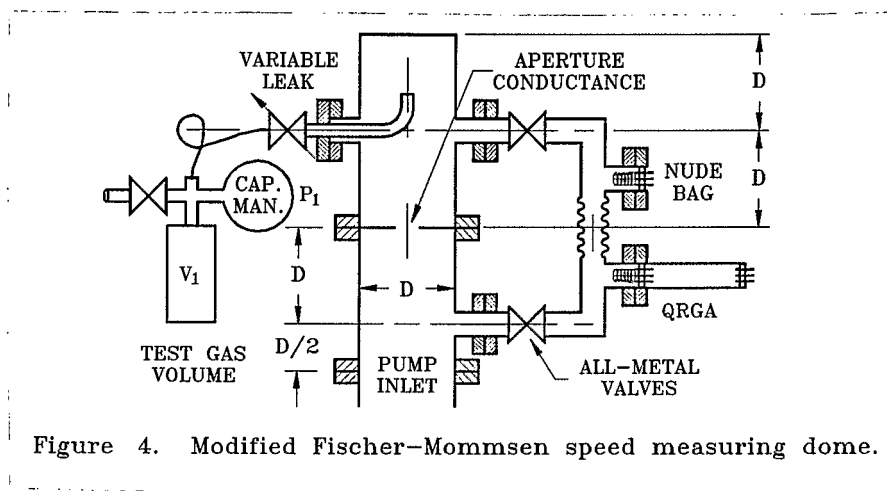 VARIABLE
LEAK
APERTURE
CONDUCTANCE
D
D
NUDE
BAG
CAP.
MAN.
P₁
V₁
D
D
D/2
QRGA
TEST GAS
VOLUME
PUMP
INLET
ALL-METAL
VALVES
Figure 4. Modified Fischer-Mommsen speed measuring dome.